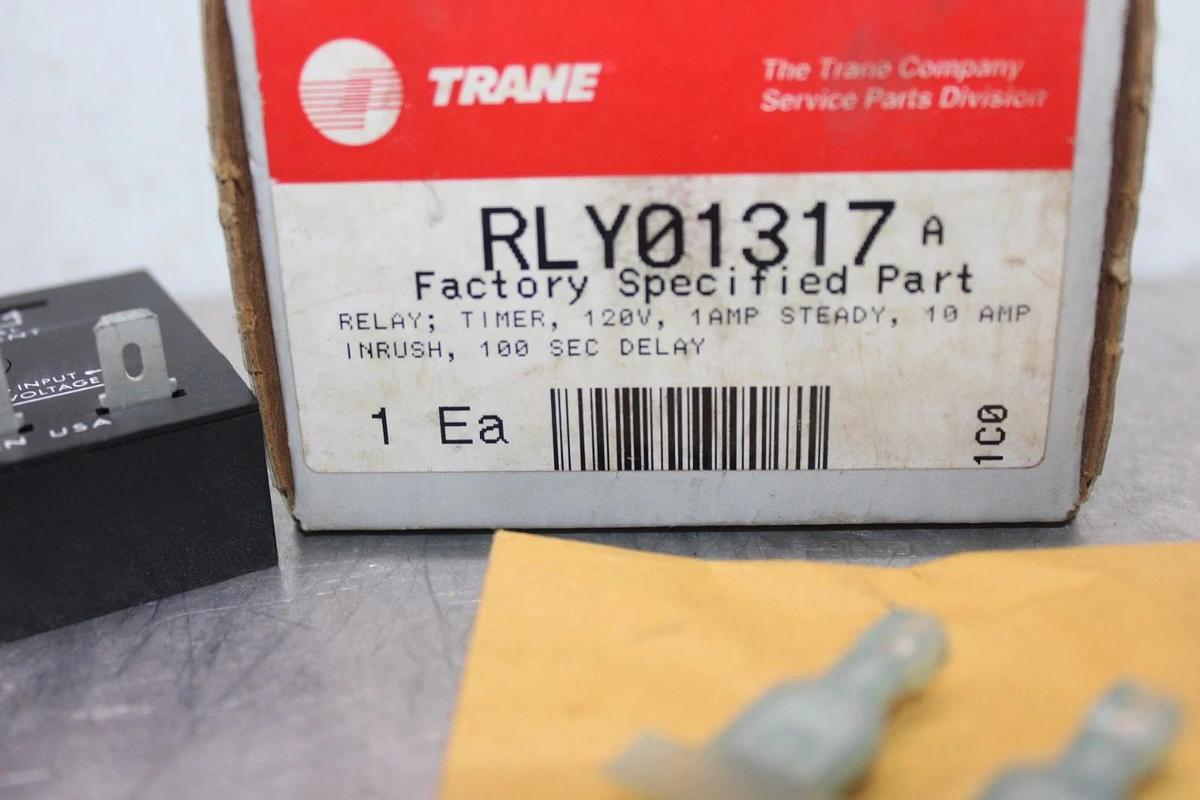 TRANE
The Trane Company
Service Parts Division
RLY01317 A
Factory Specified Part
RELAY; TIMER, 120V, 1AMP STEADY, 10 AMP
INRUSH, 100 SEC DELAY
1 Ea
1C0
INPUT
VOLTAGE
USA